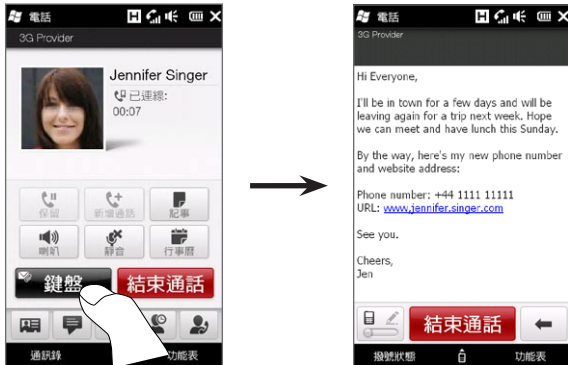 電話
3G Provider
Jennifer Singer
已連線:
00:07
保留
新增通話
記事
喇叭
靜音
行事曆
鍵盤
結束通話
通訊錄
功能表
電話
3G Provider
Hi Everyone,
I'll be in town for a few days and will be
leaving again for a trip next week. Hope
we can meet and have lunch this Sunday.
By the way, here's my new phone number
and website address:
Phone number: +44 1111 11111
URL: www.jennifer.singer.com
See you.
Cheers,
Jen
結束通話
撥號狀態
功能表